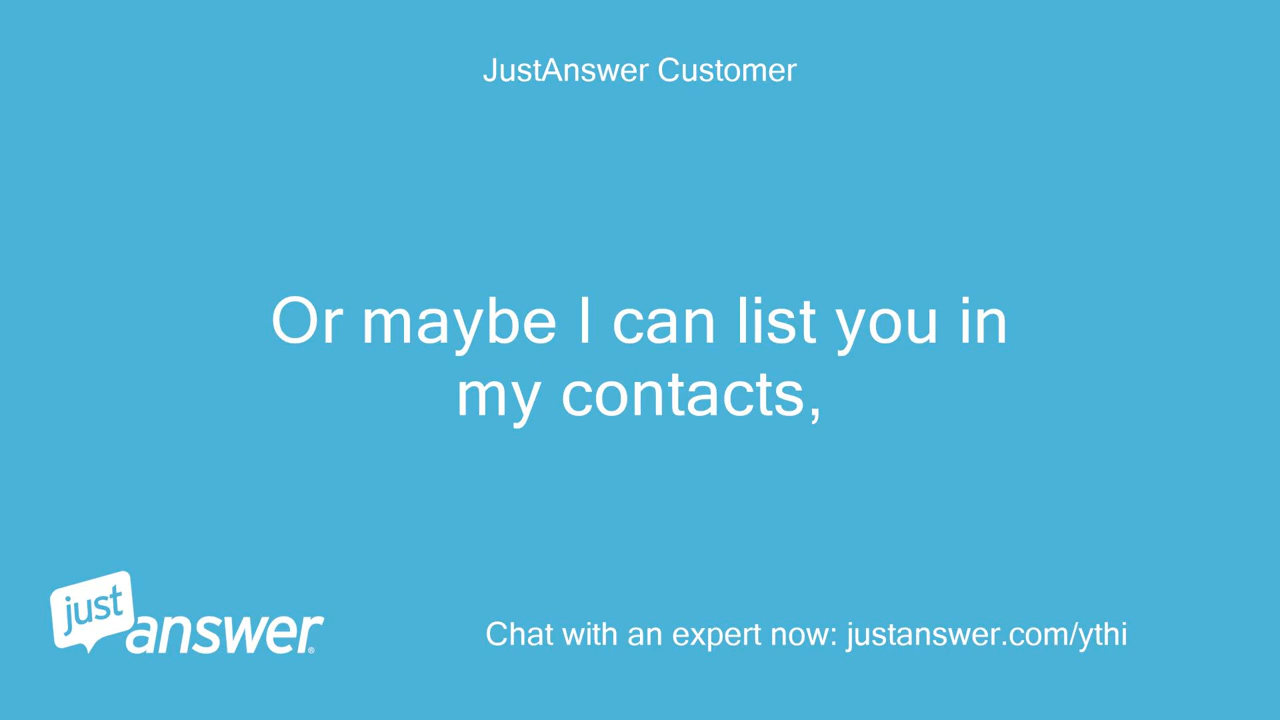 JustAnswer Customer
Or maybe I can list you in
my contacts,
just
answer®
Chat with an expert now: justanswer.com/ythi